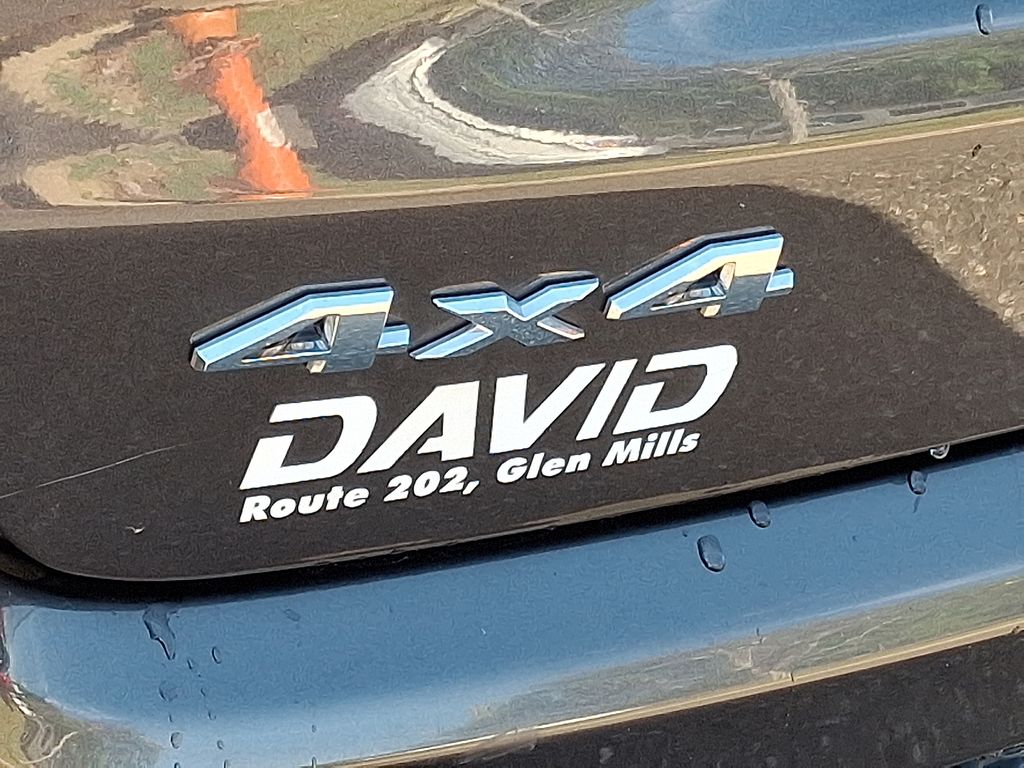 4x4
DAVID
Route 202, Glen Mills